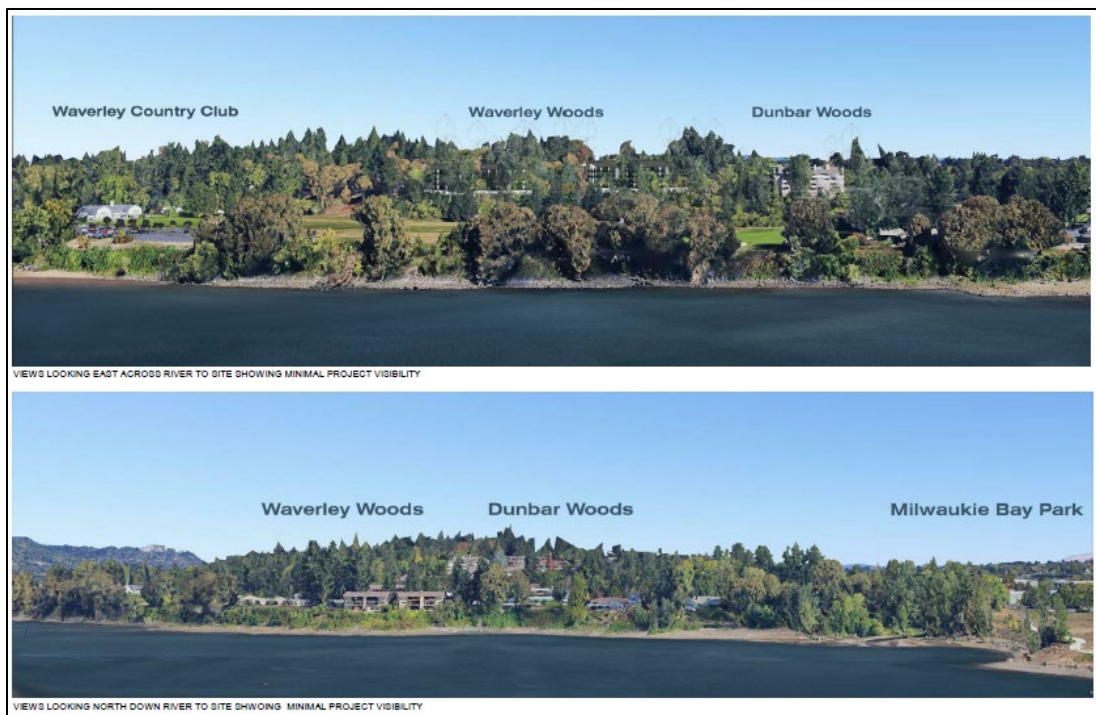 Waverley Country Club
Waverley Woods
Dunbar Woods
VIEWS LOOKING EAST ACROSS RIVER TO SITE SHOWING MINIMAL PROJECT VISIBILITY
Waverley Woods
Dunbar Woods
Milwaukie Bay Park
VIEWS LOOKING NORTH DOWN RIVER TO SITE SHWOING MINIMAL PROJECT VISIBILITY